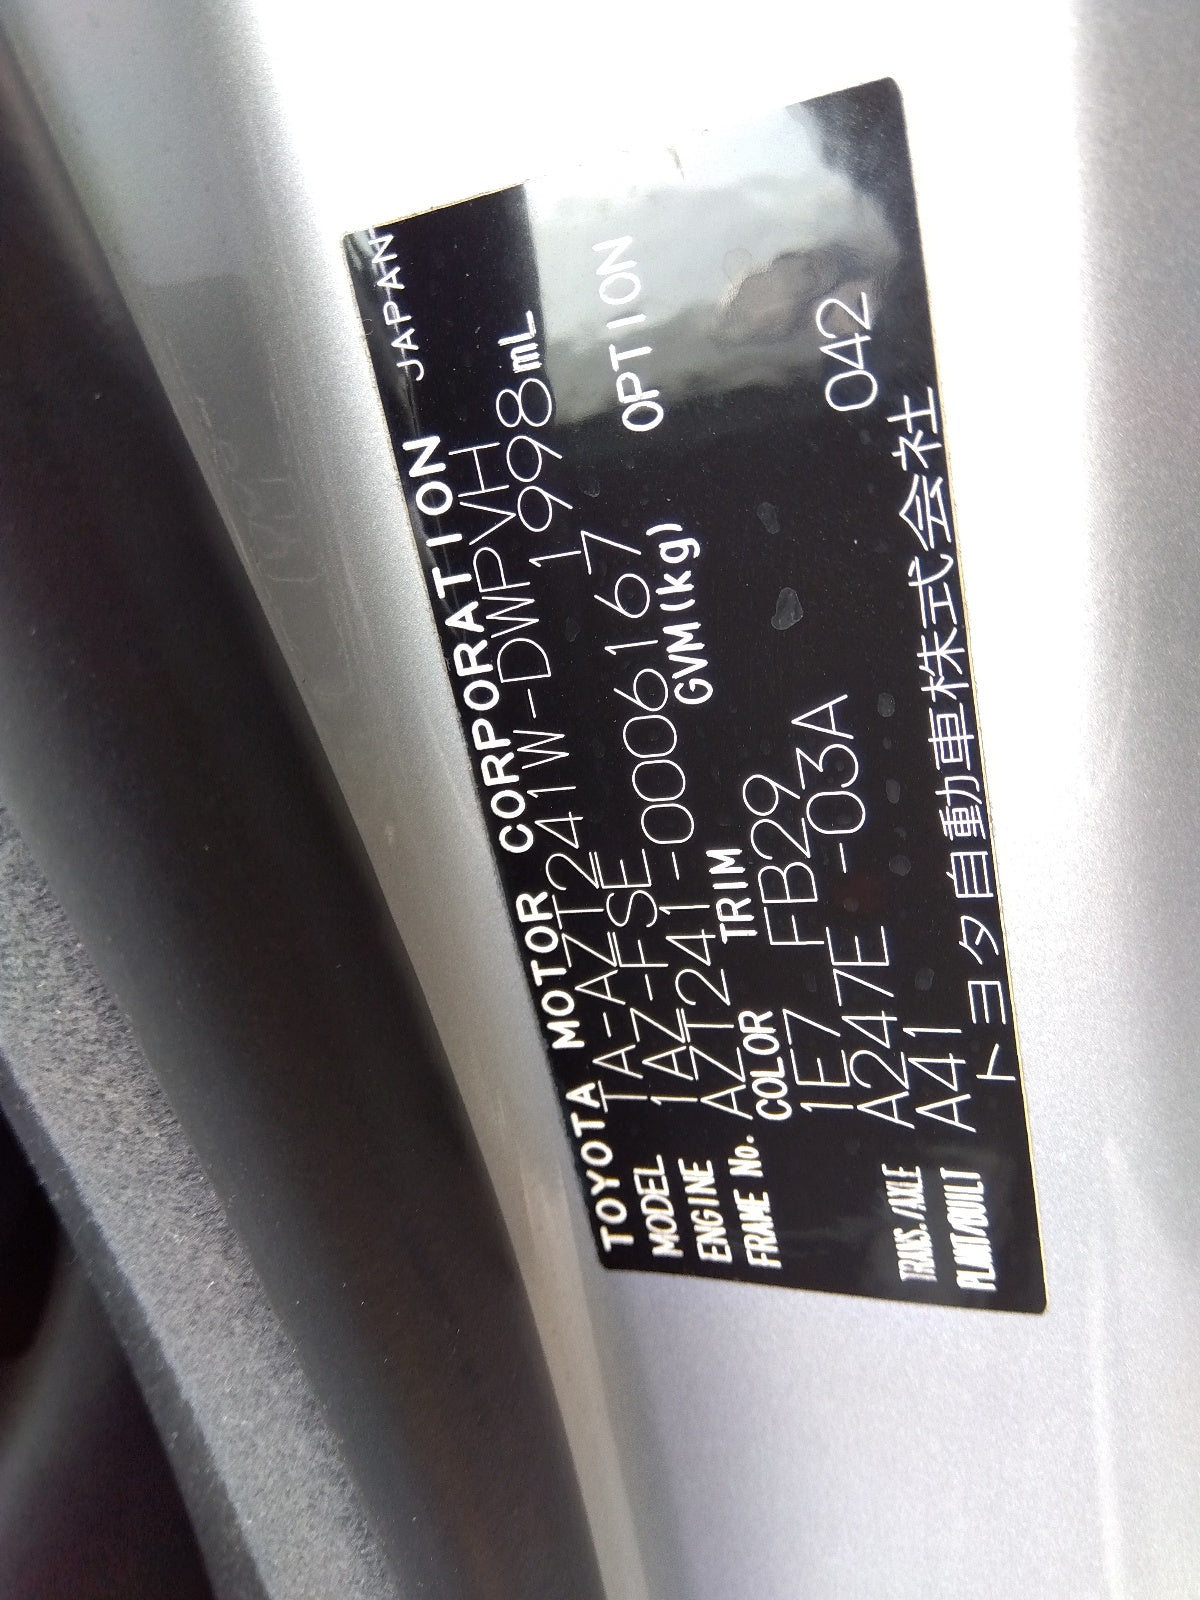 TOYOTA MOTOR CORPORATION JAPAN
MODEL TA-AZT241W-DWPVH
ENGINE 1AZ-FSE 1998mL
FRAME No. AZT241-0006167
COLOR TRIM GVM(kg) OPTION
1E7 FB29
TRANS./AXLE A247E -03A 042
PLANT/BUILT A41
トヨタ自動車株式会社